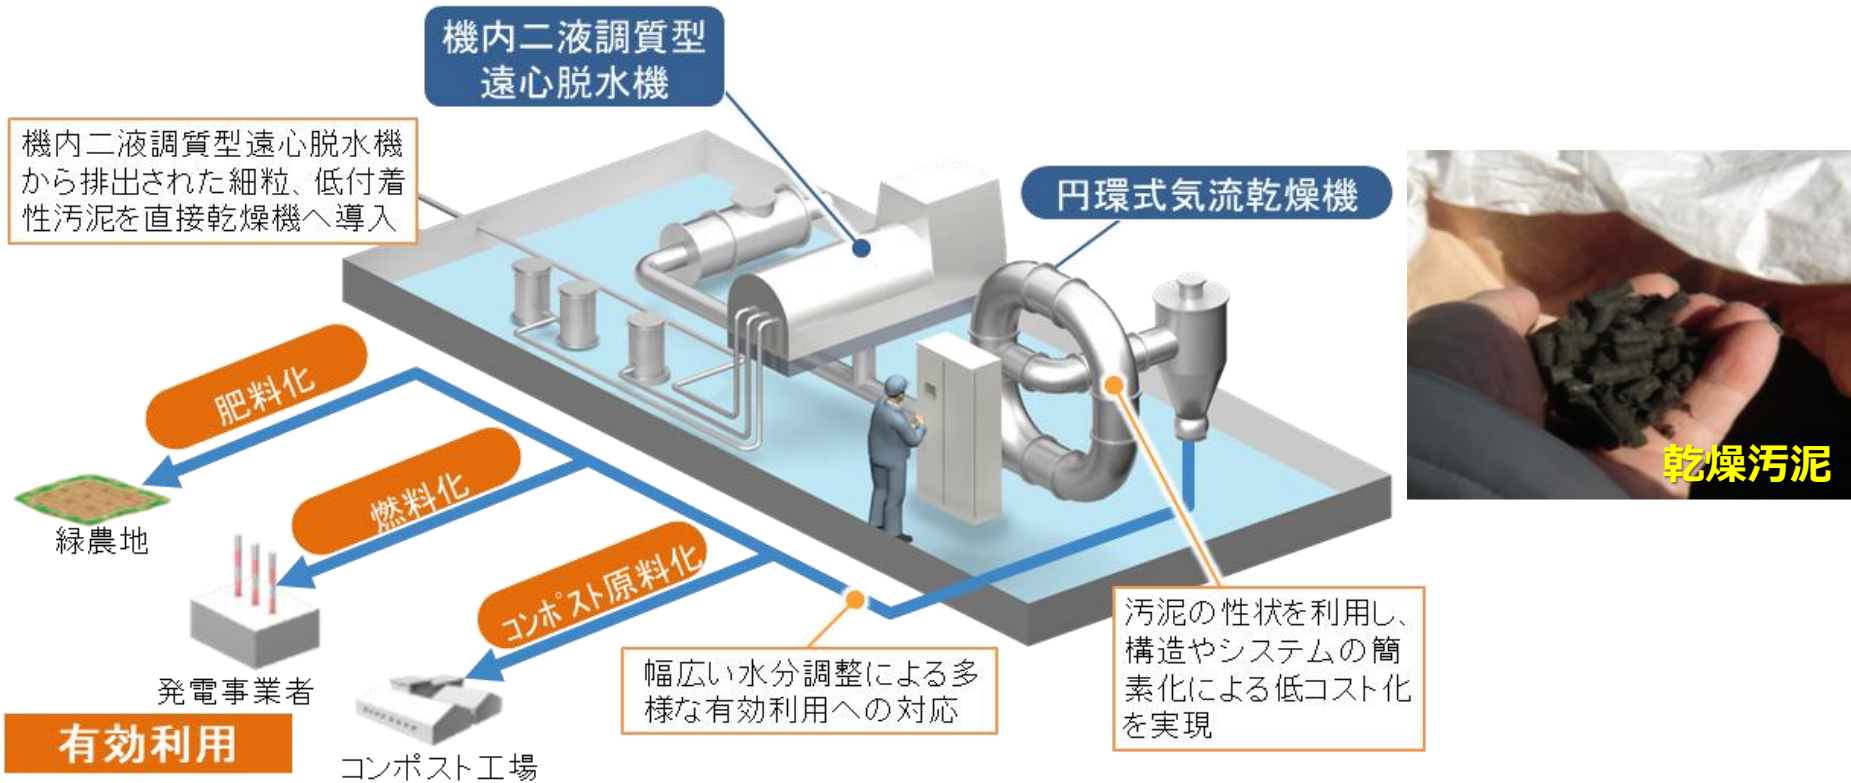 機内二液調質型
遠心脱水機
機内二液調質型遠心脱水機
から排出された細粒、低付着
性汚泥を直接乾燥機へ導入
円環式気流乾燥機
乾燥汚泥
肥料化
緑農地
燃料化
発電事業者
コンポスト原料化
コンポスト工場
有効利用
幅広い水分調整による多
様な有効利用への対応
汚泥の性状を利用し、
構造やシステムの簡
素化による低コスト化
を実現